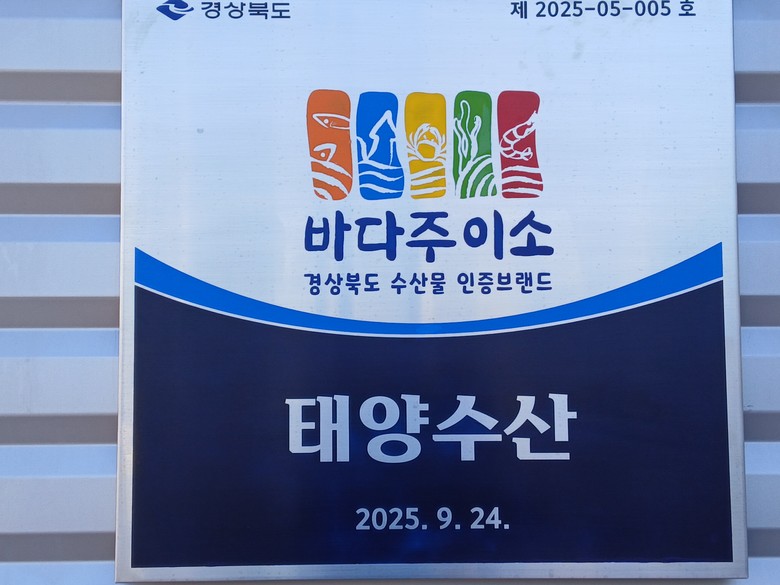 경상북도
제 2025-05-005 호
바다주이소
경상북도 수산물 인증브랜드
태양수산
2025. 9. 24.